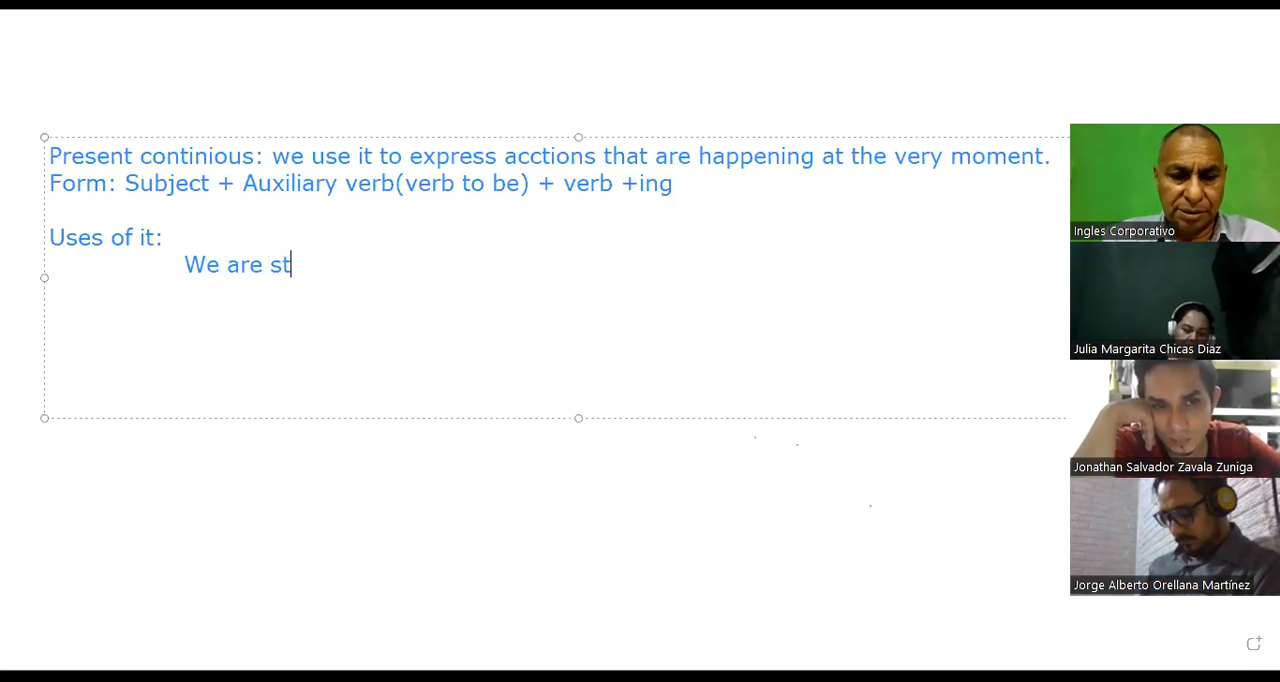 Present continious: we use it to express acctions that are happening at the very moment.
Form: Subject + Auxiliary verb(verb to be) + verb +ing
Uses of it:
We are st
Ingles Corporativo
Julia Margarita Chicas Diaz
Jonathan Salvador Zavala Zuniga
Jorge Alberto Orellana Martínez